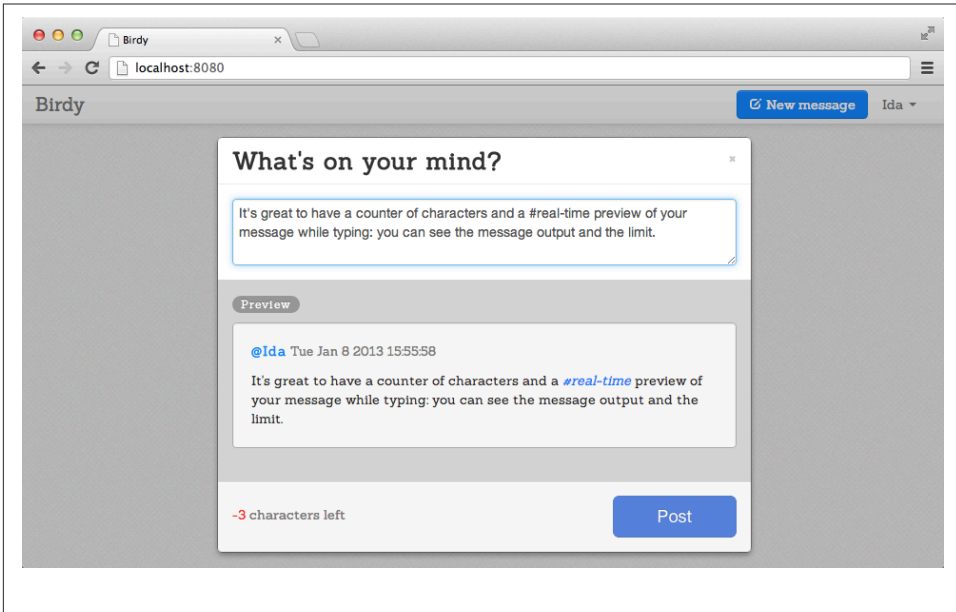 Birdy
localhost:8080
Birdy
New message
Ida
What's on your mind?
It's great to have a counter of characters and a #real-time preview of your
message while typing: you can see the message output and the limit.
Preview
@Ida Tue Jan 8 2013 15:55:58
It's great to have a counter of characters and a #real-time preview of
your message while typing: you can see the message output and the
limit.
-3 characters left
Post